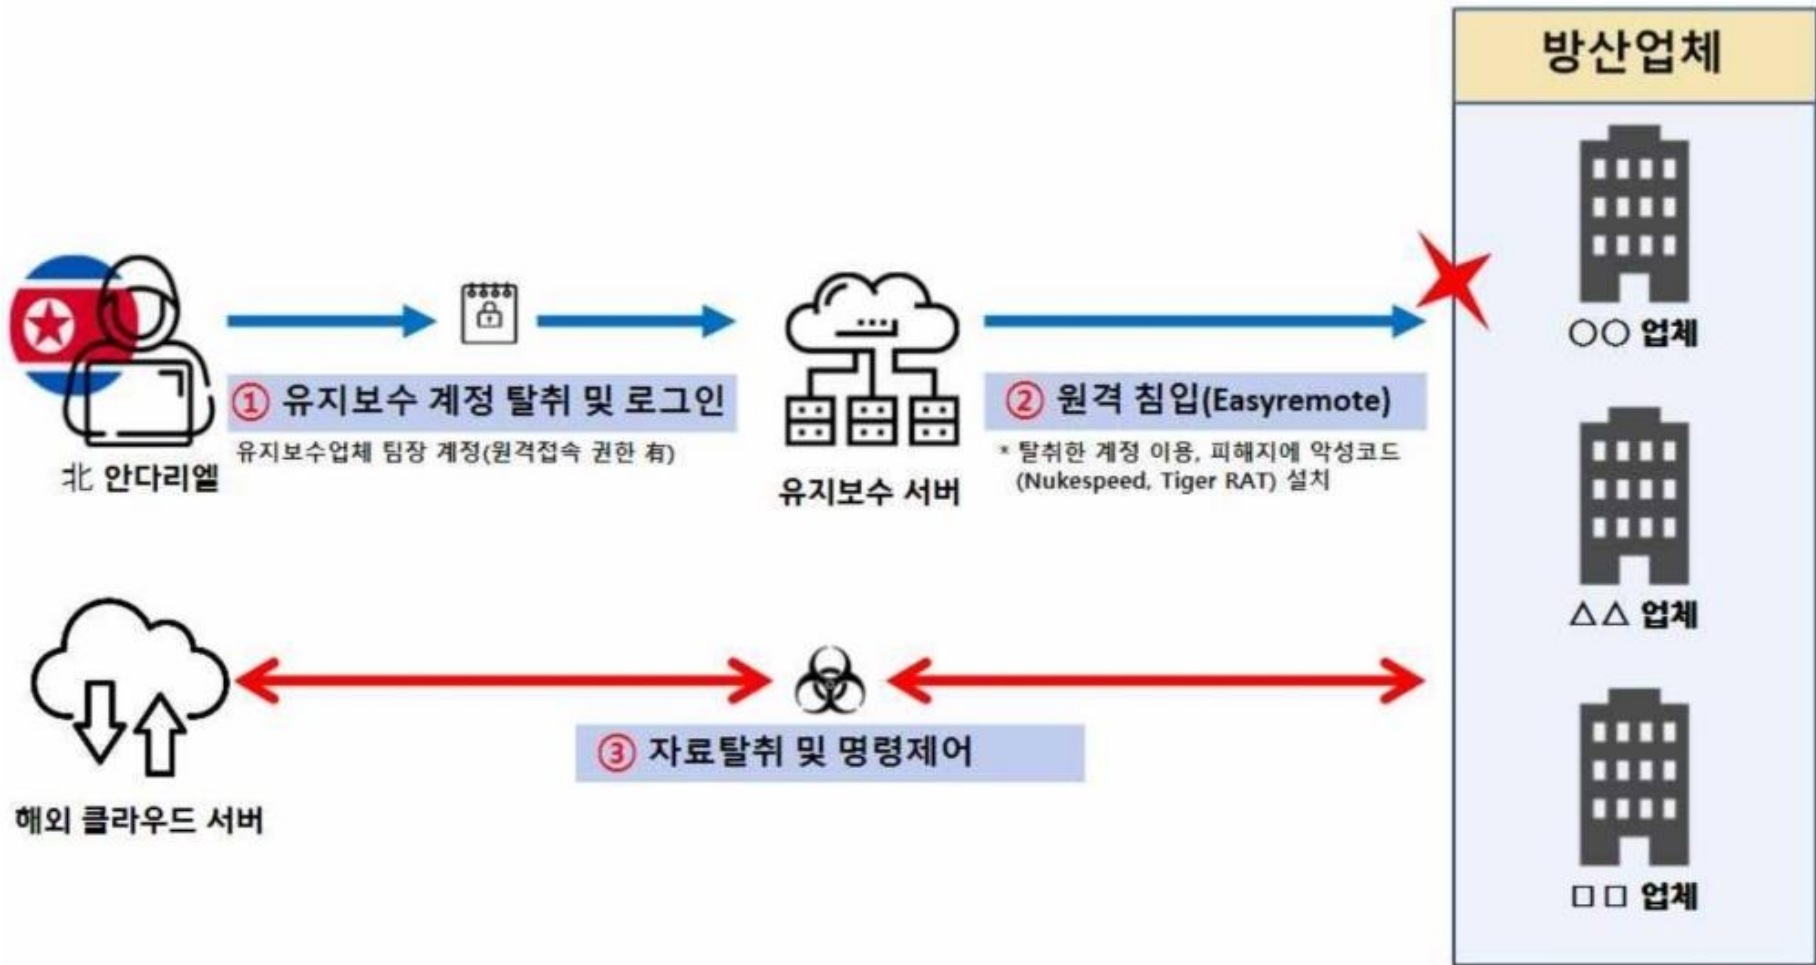 방산업체
○○ 업체
① 유지보수 계정 탈취 및 로그인
유지보수업체 팀장 계정(원격접속 권한 有)
北 안다리엘
유지보수 서버
② 원격 침입(Easyremote)
* 탈취한 계정 이용, 피해지에 악성코드
(Nukespeed, Tiger RAT) 설치
△△ 업체
③ 자료탈취 및 명령제어
해외 클라우드 서버
□□ 업체